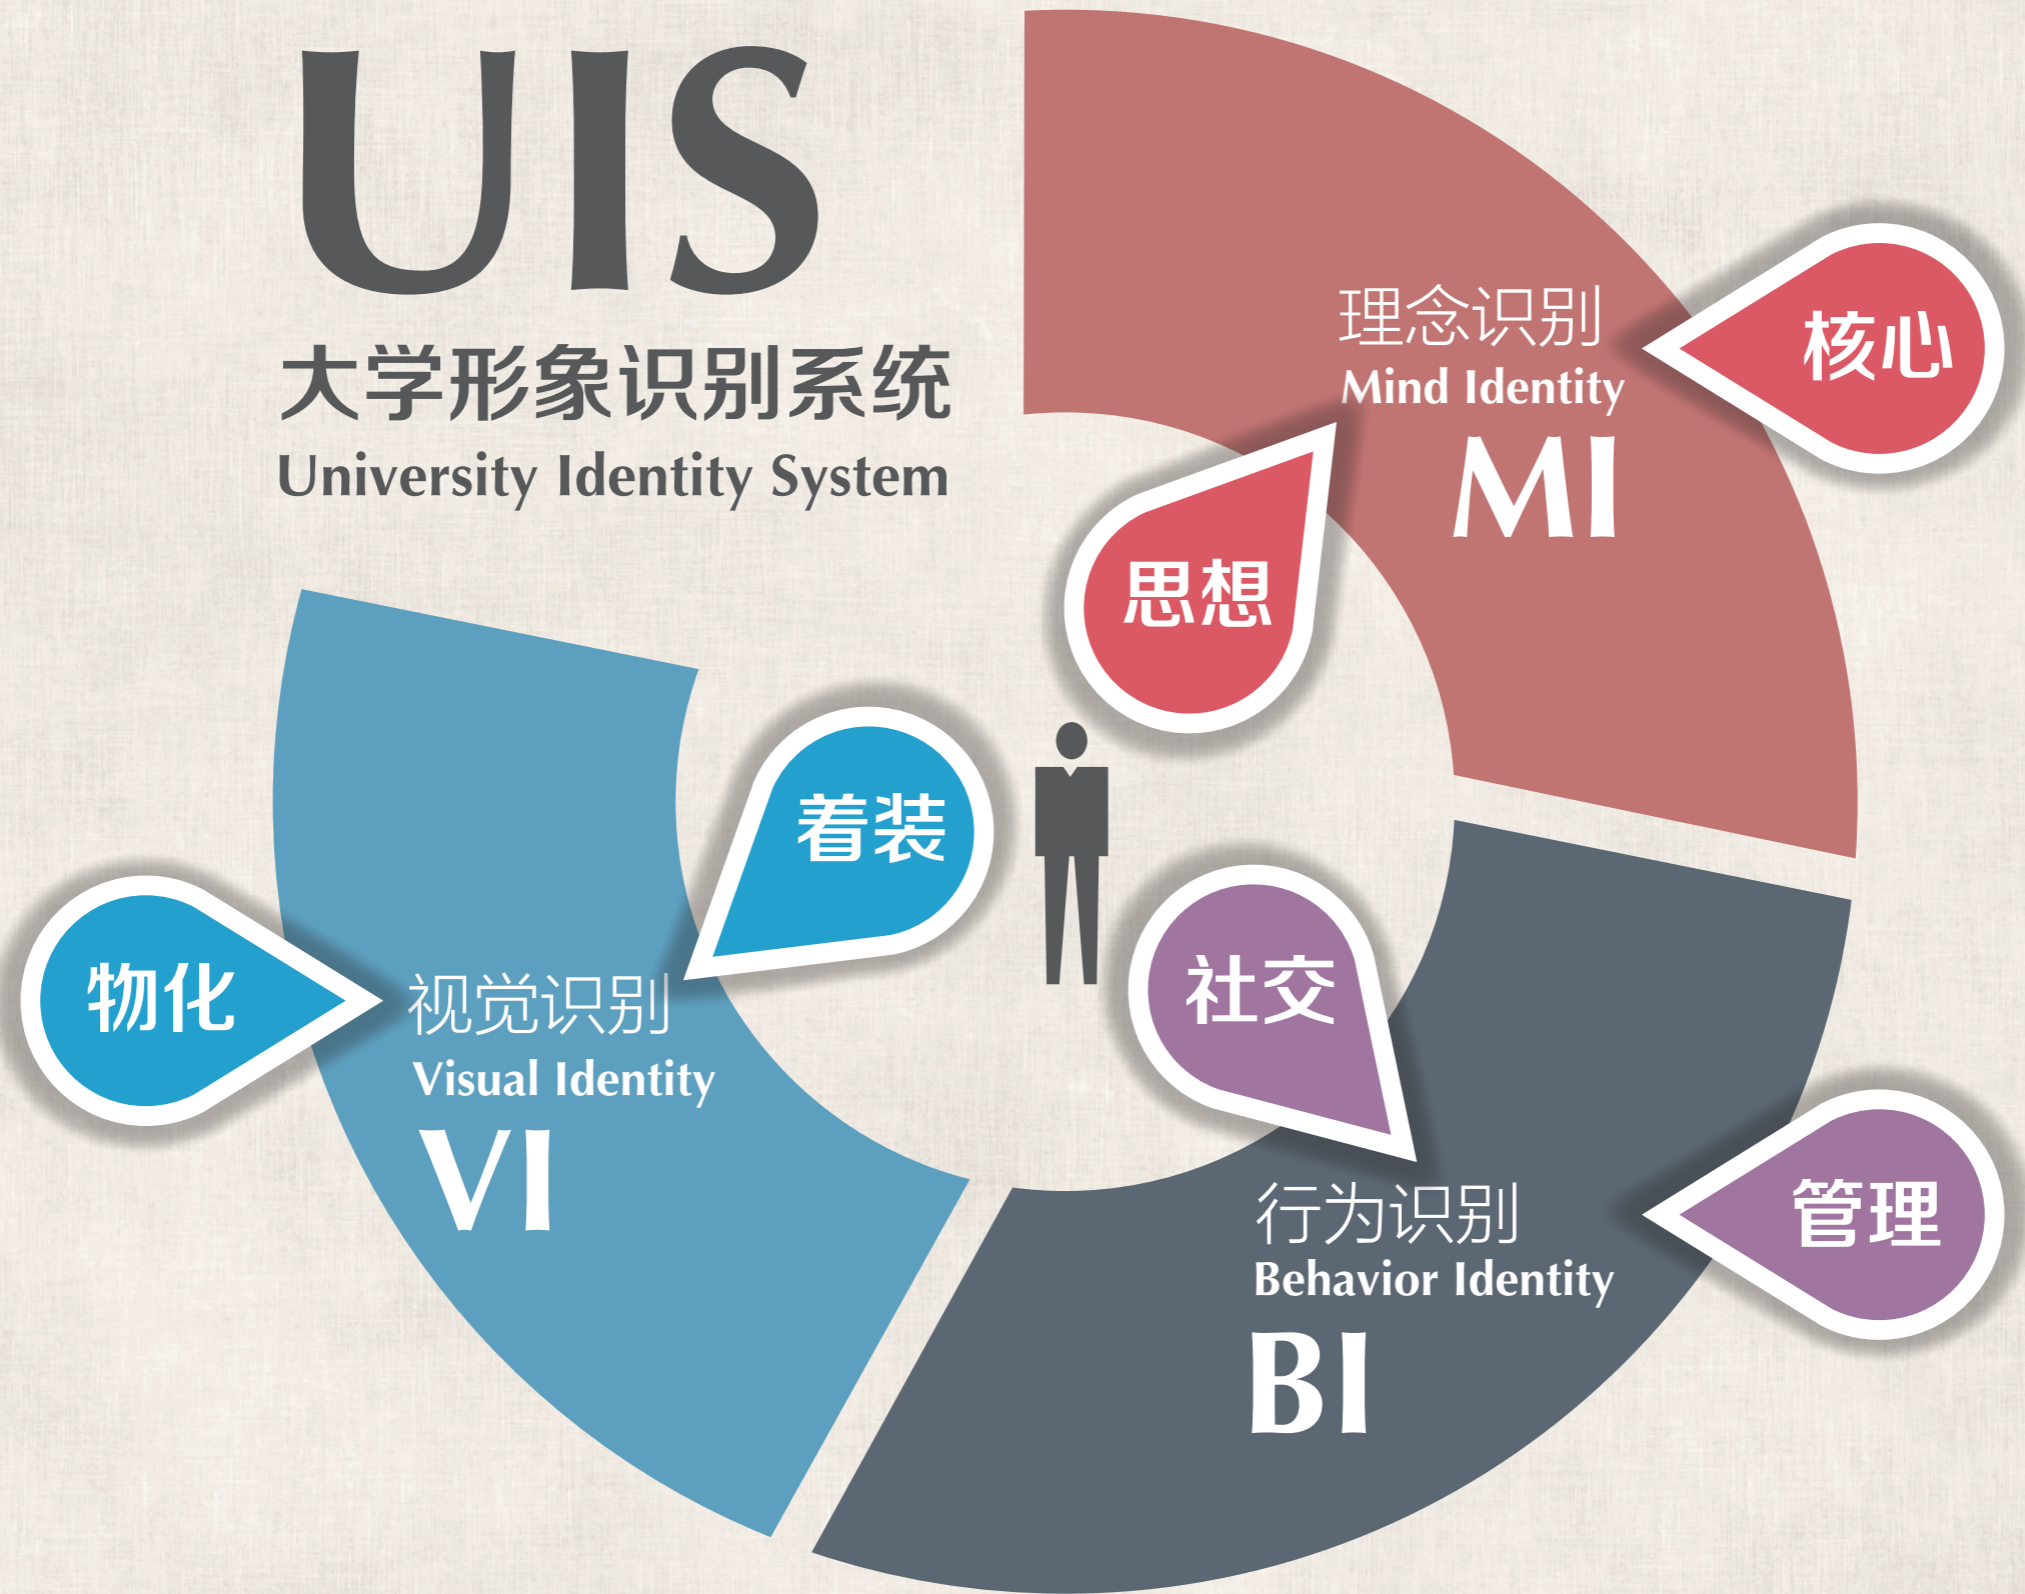 UIS
大学形象识别系统
University Identity System
理念识别
Mind Identity
MI
核心
思想
着装
物化
视觉识别
Visual Identity
VI
社交
管理
行为识别
Behavior Identity
BI